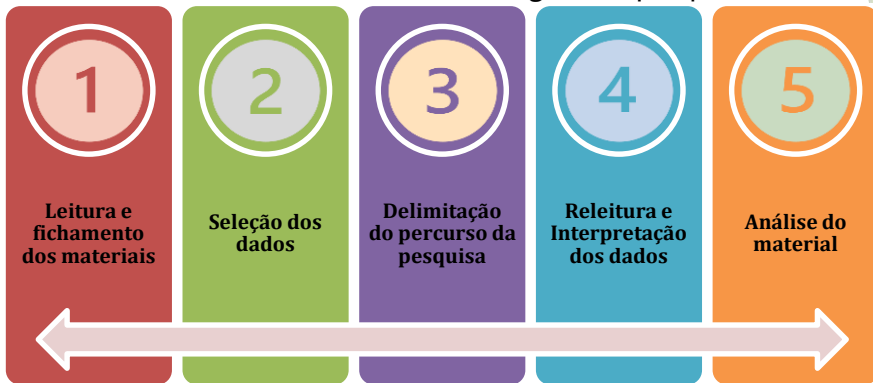 1
Leitura e
fichamento
dos materiais
2
Seleção dos
dados
3
Delimitação
do percurso da
pesquisa
4
Releitura e
Interpretação
dos dados
5
Análise do
material